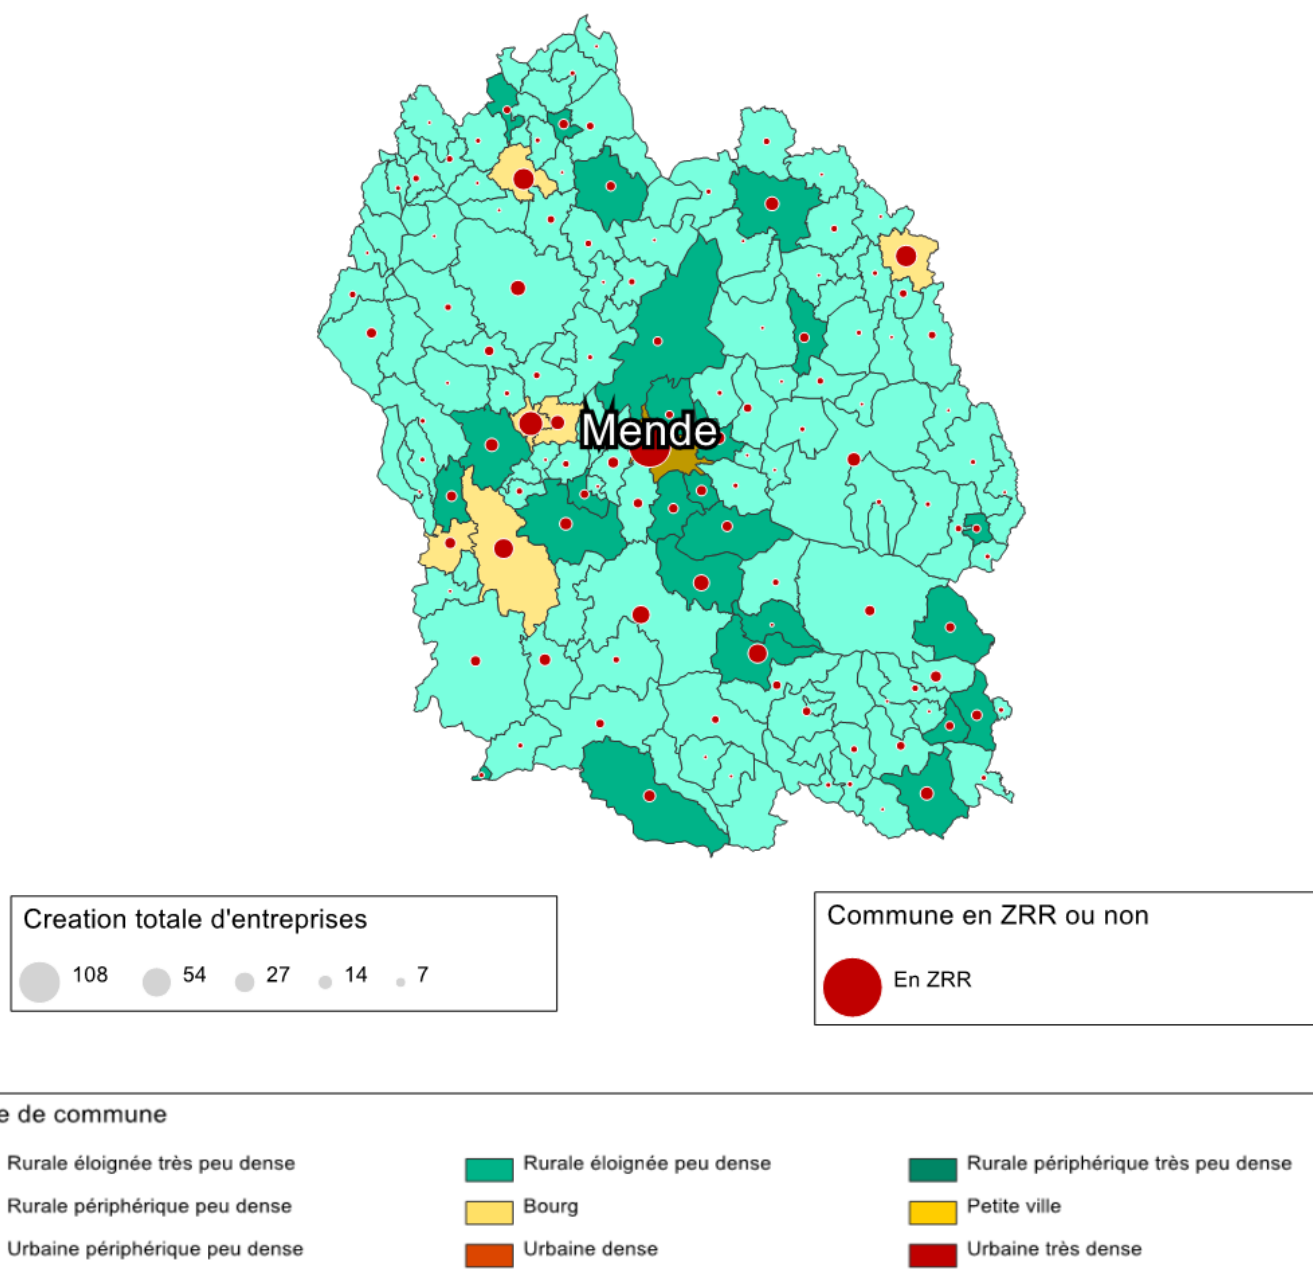 Mende
Creation totale d'entreprises
108 54 27 14 7
Commune en ZRR ou non
En ZRR
e de commune
Rurale éloignée très peu dense Rurale éloignée peu dense Rurale périphérique très peu dense
Rurale périphérique peu dense Bourg Petite ville
Urbaine périphérique peu dense Urbaine dense Urbaine très dense